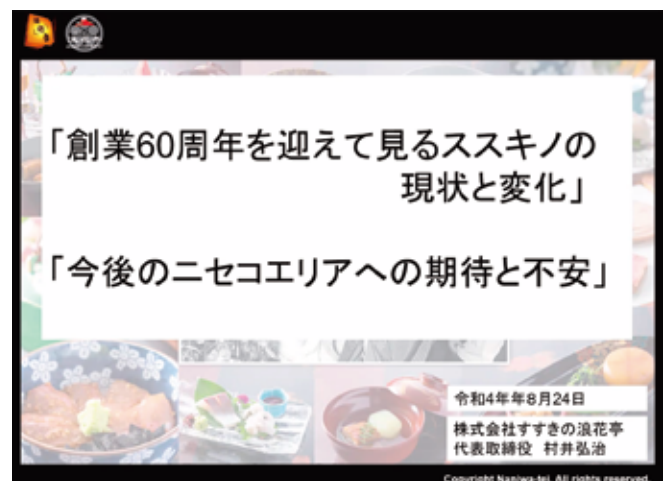 「創業60周年を迎えて見るススキノの
現状と変化」
「今後のニセコエリアへの期待と不安」
令和4年年8月24日
株式会社すすきの浪花亭
代表取締役 村井弘治
Copyright Naniwa-tei. All rights reserved.